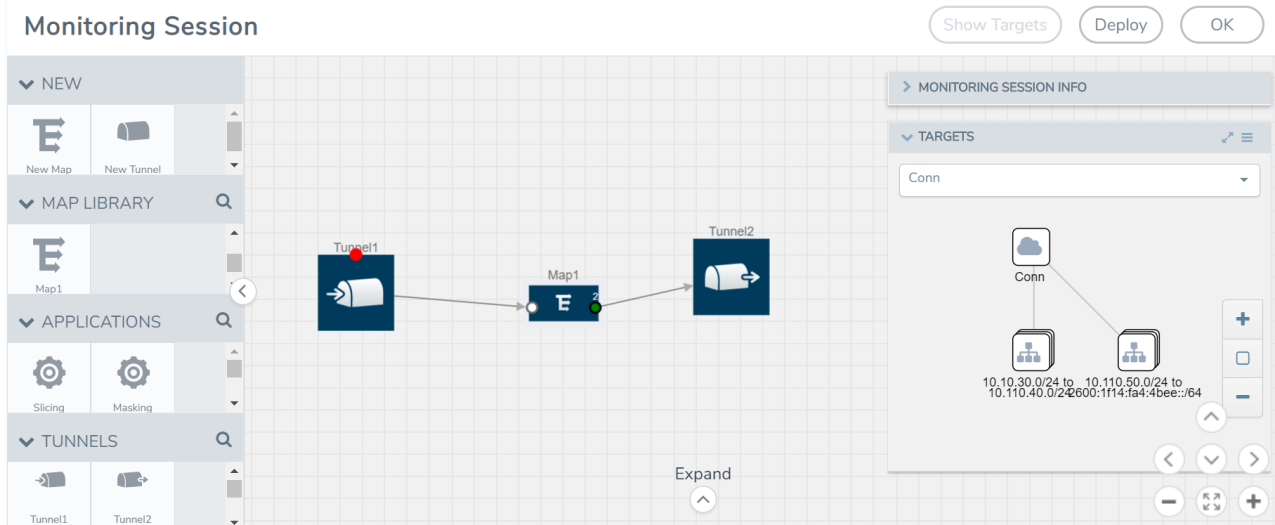 Monitoring Session
Show Targets
Deploy
OK
NEW
New Map
New Tunnel
MAP LIBRARY
Map1
APPLICATIONS
Slicing
Masking
TUNNELS
Tunnel1
Tunnel2
Tunnel1
Map1
2
Tunnel2
Expand
MONITORING SESSION INFO
TARGETS
Conn
Conn
10.10.30.0/24 to
10.110.40.0/24
10.110.50.0/24 to
2600:1f14:fa4:4bee::/64